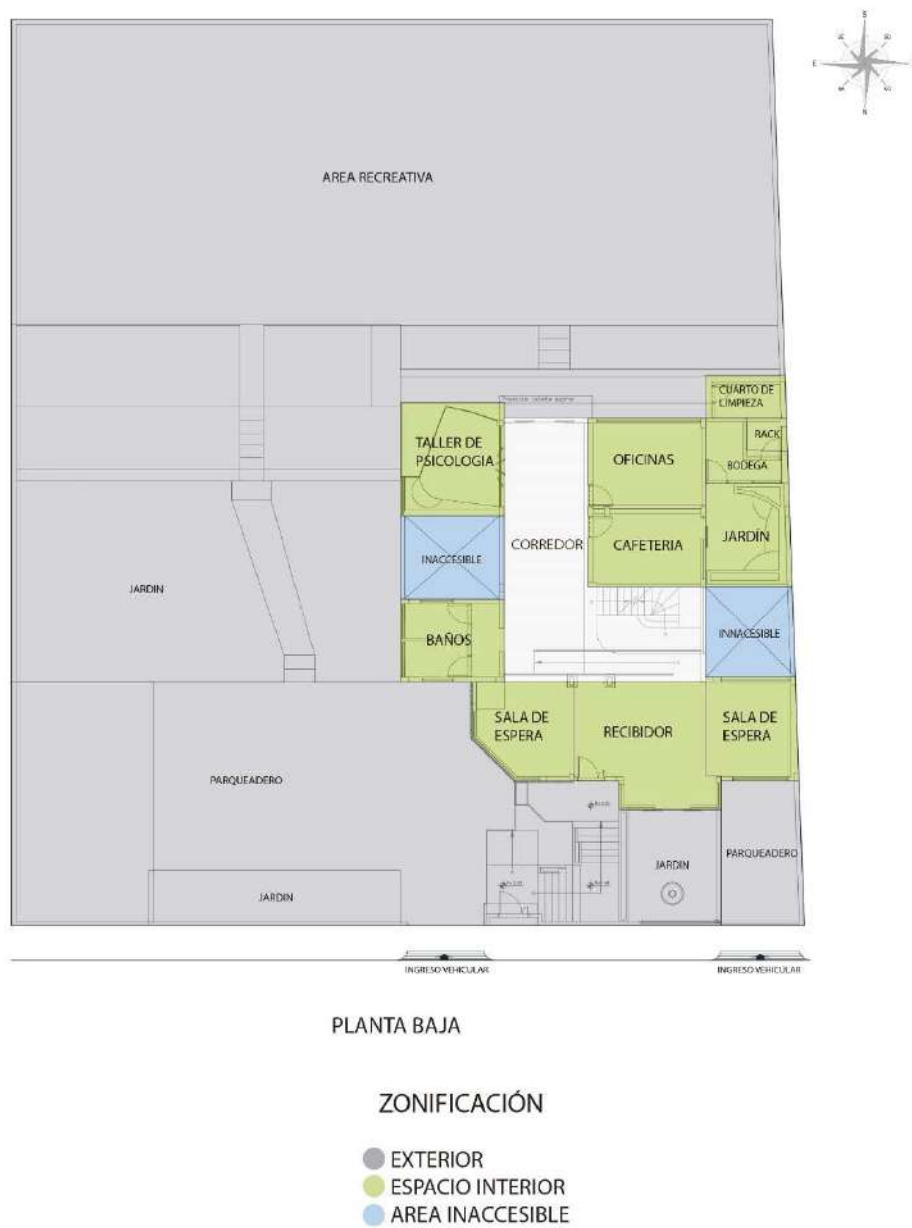 S
E
N
AREA RECREATIVA
CUARTO DE
LIMPIEZA
TALLER DE
PSICOLOGIA
OFICINAS
RACK
BODEGA
INACCESIBLE
CORREDOR
CAFETERIA
JARDÍN
JARDIN
BAÑOS
INNACESIBLE
SALA DE
ESPERA
RECIBIDOR
SALA DE
ESPERA
PARQUEADERO
JARDIN
PARQUEADERO
JARDIN
INGRESO VEHICULAR
INGRESO VEHICULAR
PLANTA BAJA
ZONIFICACIÓN
EXTERIOR
ESPACIO INTERIOR
AREA INACCESIBLE